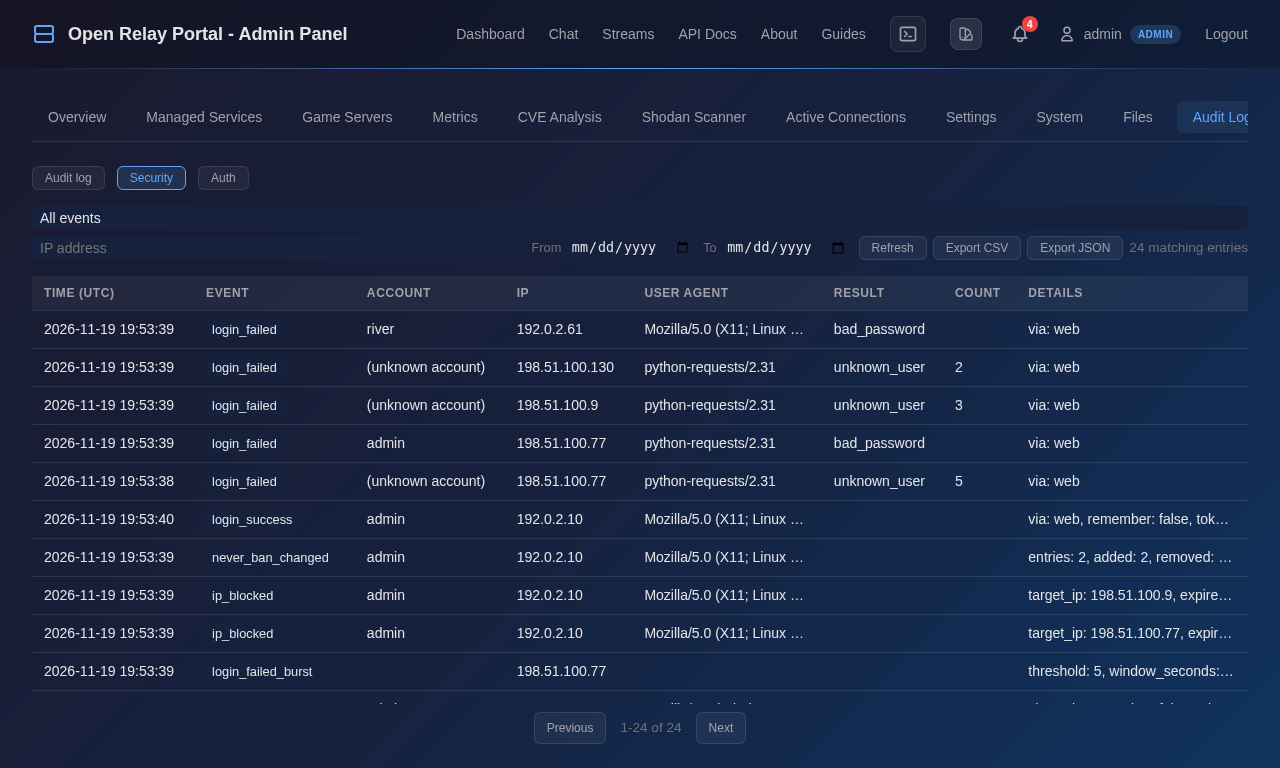 Open Relay Portal - Admin Panel Dashboard Chat Streams API Docs About Guides 4 admin ADMIN Logout
Overview Managed Services Game Servers Metrics CVE Analysis Shodan Scanner Active Connections Settings System Files Audit Log
Audit log Security Auth
All events
IP address From mm/dd/yyyy To mm/dd/yyyy Refresh Export CSV Export JSON 24 matching entries
TIME (UTC) EVENT ACCOUNT IP USER AGENT RESULT COUNT DETAILS
2026-11-19 19:53:39 login_failed river 192.0.2.61 Mozilla/5.0 (X11; Linux … bad_password via: web
2026-11-19 19:53:39 login_failed (unknown account) 198.51.100.130 python-requests/2.31 unknown_user 2 via: web
2026-11-19 19:53:39 login_failed (unknown account) 198.51.100.9 python-requests/2.31 unknown_user 3 via: web
2026-11-19 19:53:39 login_failed admin 198.51.100.77 python-requests/2.31 bad_password via: web
2026-11-19 19:53:38 login_failed (unknown account) 198.51.100.77 python-requests/2.31 unknown_user 5 via: web
2026-11-19 19:53:40 login_success admin 192.0.2.10 Mozilla/5.0 (X11; Linux … via: web, remember: false, tok…
2026-11-19 19:53:39 never_ban_changed admin 192.0.2.10 Mozilla/5.0 (X11; Linux … entries: 2, added: 2, removed: …
2026-11-19 19:53:39 ip_blocked admin 192.0.2.10 Mozilla/5.0 (X11; Linux … target_ip: 198.51.100.9, expire…
2026-11-19 19:53:39 ip_blocked admin 192.0.2.10 Mozilla/5.0 (X11; Linux … target_ip: 198.51.100.77, expir…
2026-11-19 19:53:39 login_failed_burst 198.51.100.77 threshold: 5, window_seconds:…
Previous 1-24 of 24 Next